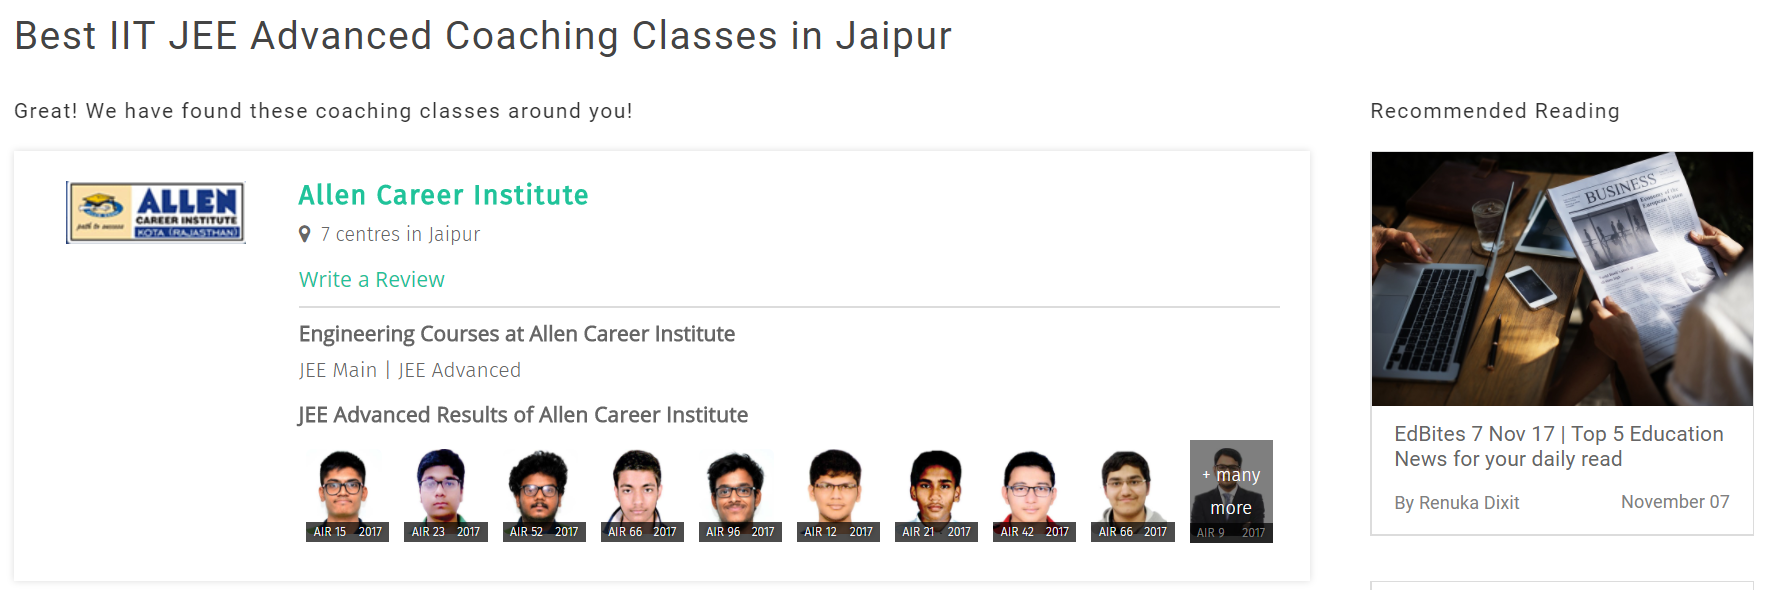 Best IIT JEE Advanced Coaching Classes in Jaipur
Great! We have found these coaching classes around you!
ALLEN
CAREER INSTITUTE
path to success
KOTA (RAJASTHAN)
Allen Career Institute
7 centres in Jaipur
Write a Review
Engineering Courses at Allen Career Institute
JEE Main | JEE Advanced
JEE Advanced Results of Allen Career Institute
+ many
more
AIR 15 2017
AIR 23 2017
AIR 52 2017
AIR 66 2017
AIR 96 2017
AIR 12 2017
AIR 21 2017
AIR 42 2017
AIR 66 2017
AIR 9 2017
Recommended Reading
BUSINESS
Economy of the
European Union
EdBites 7 Nov 17 | Top 5 Education
News for your daily read
By Renuka Dixit November 07